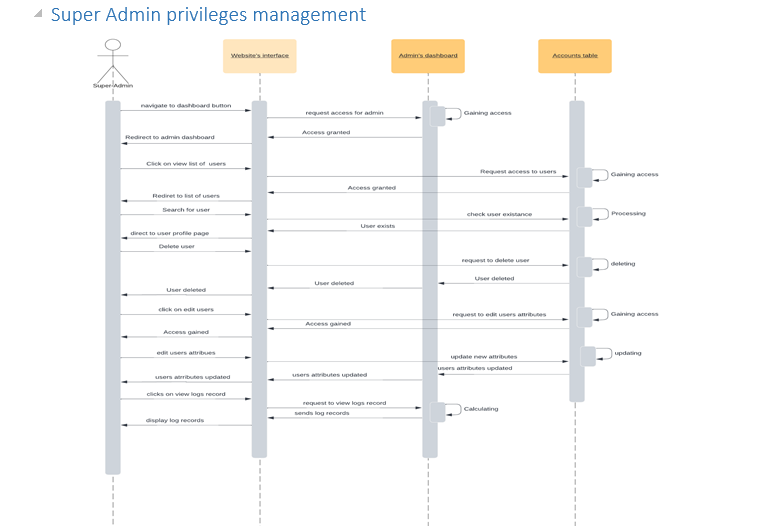 Super Admin privileges management
Website's interface
Admin's dashboard
Accounts table
Super-Admin
navigate to dashboard button
request access for admin
Gaining access
Access granted
Redirect to admin dashboard
Click on view list of: users
Request access to users
Gaining access
Access granted
Rediret to list of users
Search for user
check user existance
Processing
User exists
direct to user profile page
Delete user
request to delete user
deleting
User deleted
User deleted
User deleted
click on edit users
request to edit users attributes
Gaining access
Access gained
Access gained
edit users attribues
update new attributes
updating
users attributes updated
users attributes updated
users atrributes updated
clicks on view logs record
request to view logs record
Calculating
sends log records
display log records